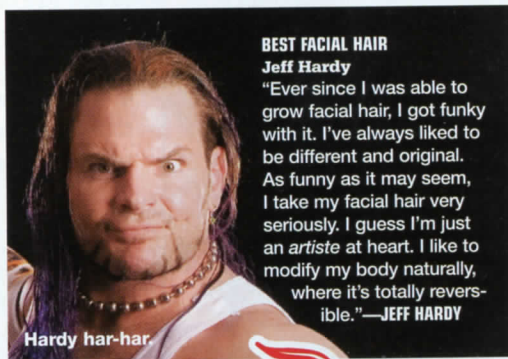 BEST FACIAL HAIR
Jeff Hardy
“Ever since I was able to
grow facial hair, I got funky
with it. I’ve always liked to
be different and original.
As funny as it may seem,
I take my facial hair very
seriously. I guess I’m just
an artiste at heart. I like to
modify my body naturally,
where it’s totally revers-
ible.”—JEFF HARDY
Hardy har-har.